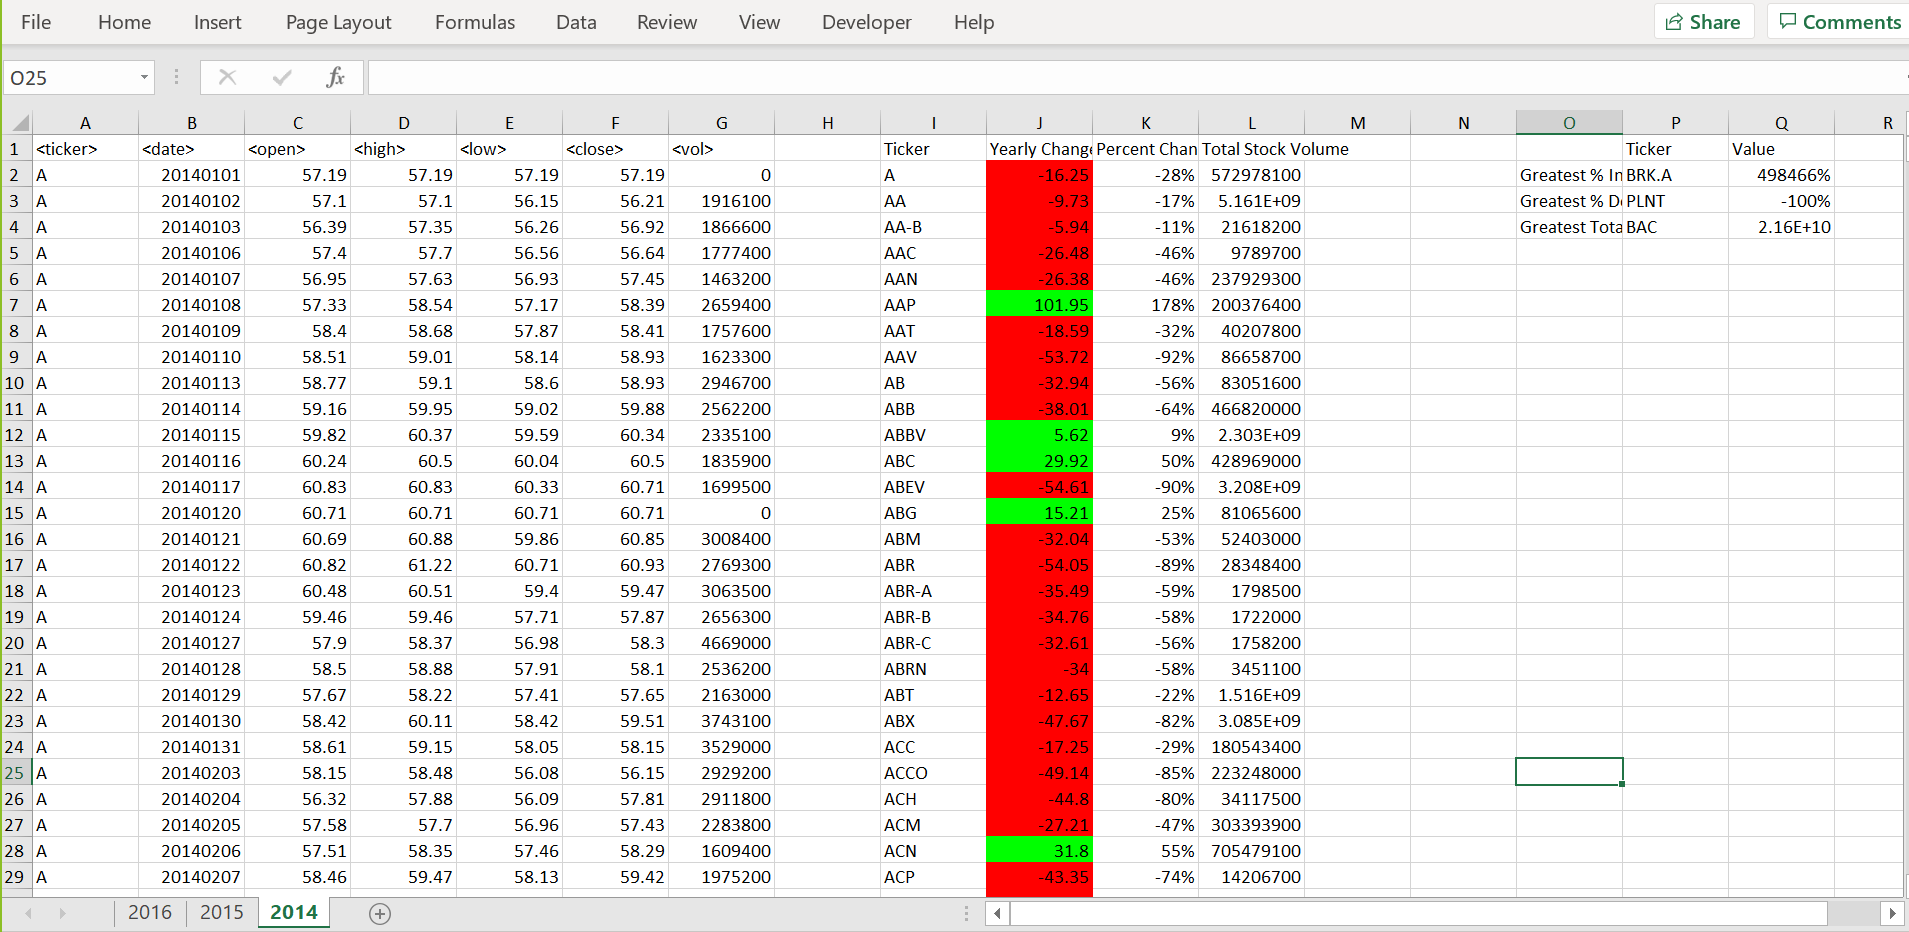 File Home Insert Page Layout Formulas Data Review View Developer Help Share Comments
O25 fx
A B C D E F G H I J K L M N O P Q R
1 <ticker> <date> <open> <high> <low> <close> <vol> Ticker Yearly Change Percent Chan Total Stock Volume Ticker Value
2 A 20140101 57.19 57.19 57.19 57.19 0 A -16.25 -28% 572978100 Greatest % In BRK.A 498466%
3 A 20140102 57.1 57.1 56.15 56.21 1916100 AA -9.73 -17% 5.161E+09 Greatest % De PLNT -100%
4 A 20140103 56.39 57.35 56.26 56.92 1866600 AA-B -5.94 -11% 21618200 Greatest Tota BAC 2.16E+10
5 A 20140106 57.4 57.7 56.56 56.64 1777400 AAC -26.48 -46% 9789700
6 A 20140107 56.95 57.63 56.93 57.45 1463200 AAN -26.38 -46% 237929300
7 A 20140108 57.33 58.54 57.17 58.39 2659400 AAP 101.95 178% 200376400
8 A 20140109 58.4 58.68 57.87 58.41 1757600 AAT -18.59 -32% 40207800
9 A 20140110 58.51 59.01 58.14 58.93 1623300 AAV -53.72 -92% 86658700
10 A 20140113 58.77 59.1 58.6 58.93 2946700 AB -32.94 -56% 83051600
11 A 20140114 59.16 59.95 59.02 59.88 2562200 ABB -38.01 -64% 466820000
12 A 20140115 59.82 60.37 59.59 60.34 2335100 ABBV 5.62 9% 2.303E+09
13 A 20140116 60.24 60.5 60.04 60.5 1835900 ABC 29.92 50% 428969000
14 A 20140117 60.83 60.83 60.33 60.71 1699500 ABEV -54.61 -90% 3.208E+09
15 A 20140120 60.71 60.71 60.71 60.71 0 ABG 15.21 25% 81065600
16 A 20140121 60.69 60.88 59.86 60.85 3008400 ABM -32.04 -53% 52403000
17 A 20140122 60.82 61.22 60.71 60.93 2769300 ABR -54.05 -89% 28348400
18 A 20140123 60.48 60.51 59.4 59.47 3063500 ABR-A -35.49 -59% 1798500
19 A 20140124 59.46 59.46 57.71 57.87 2656300 ABR-B -34.76 -58% 1722000
20 A 20140127 57.9 58.37 56.98 58.3 4669000 ABR-C -32.61 -56% 1758200
21 A 20140128 58.5 58.88 57.91 58.1 2536200 ABRN -34 -58% 3451100
22 A 20140129 57.67 58.22 57.41 57.65 2163000 ABT -12.65 -22% 1.516E+09
23 A 20140130 58.42 60.11 58.42 59.51 3743100 ABX -47.67 -82% 3.085E+09
24 A 20140131 58.61 59.15 58.05 58.15 3529000 ACC -17.25 -29% 180543400
25 A 20140203 58.15 58.48 56.08 56.15 2929200 ACCO -49.14 -85% 223248000
26 A 20140204 56.32 57.88 56.09 57.81 2911800 ACH -44.8 -80% 34117500
27 A 20140205 57.58 57.7 56.96 57.43 2283800 ACM -27.21 -47% 303393900
28 A 20140206 57.51 58.35 57.46 58.29 1609400 ACN 31.8 55% 705479100
29 A 20140207 58.46 59.47 58.13 59.42 1975200 ACP -43.35 -74% 14206700
2016 2015 2014